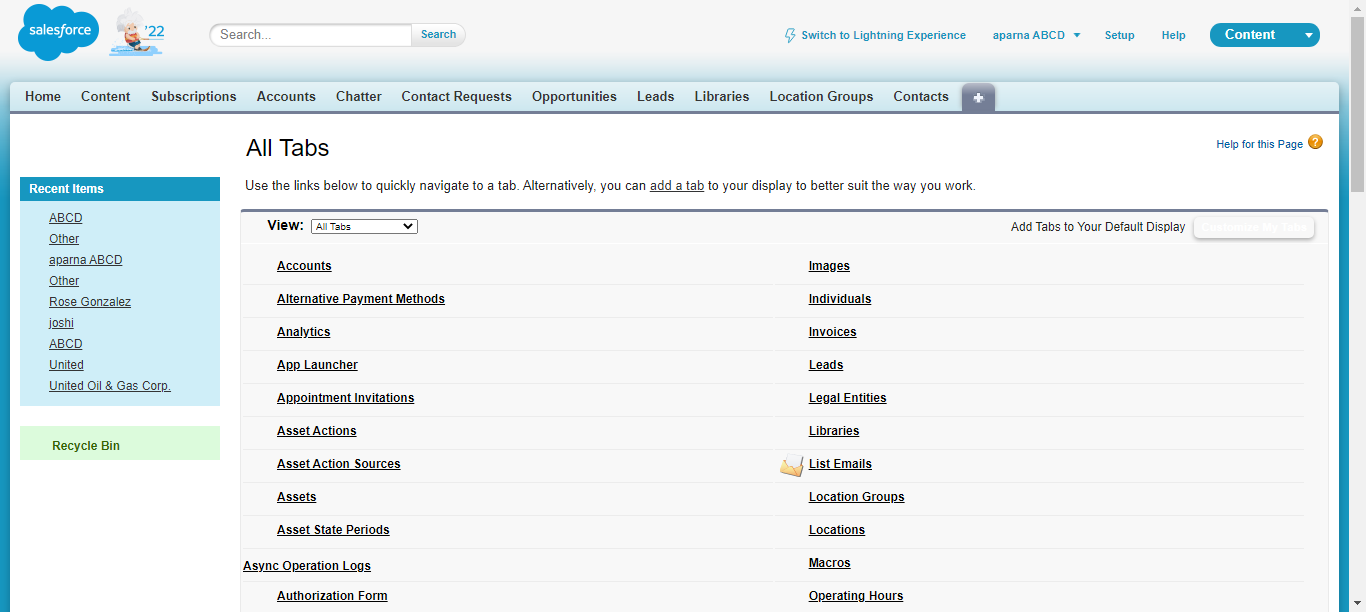 salesforce
'22
Search...
Search
Switch to Lightning Experience
aparna ABCD
Setup
Help
Content
Home Content Subscriptions Accounts Chatter Contact Requests Opportunities Leads Libraries Location Groups Contacts +
All Tabs
Help for this Page ?
Use the links below to quickly navigate to a tab. Alternatively, you can add a tab to your display to better suit the way you work.
Recent Items
ABCD
Other
aparna ABCD
Other
Rose Gonzalez
joshi
ABCD
United
United Oil & Gas Corp.
Recycle Bin
View: All Tabs
Add Tabs to Your Default Display Customize My Tabs
Accounts
Alternative Payment Methods
Analytics
App Launcher
Appointment Invitations
Asset Actions
Asset Action Sources
Assets
Asset State Periods
Async Operation Logs
Authorization Form
Images
Individuals
Invoices
Leads
Legal Entities
Libraries
List Emails
Location Groups
Locations
Macros
Operating Hours